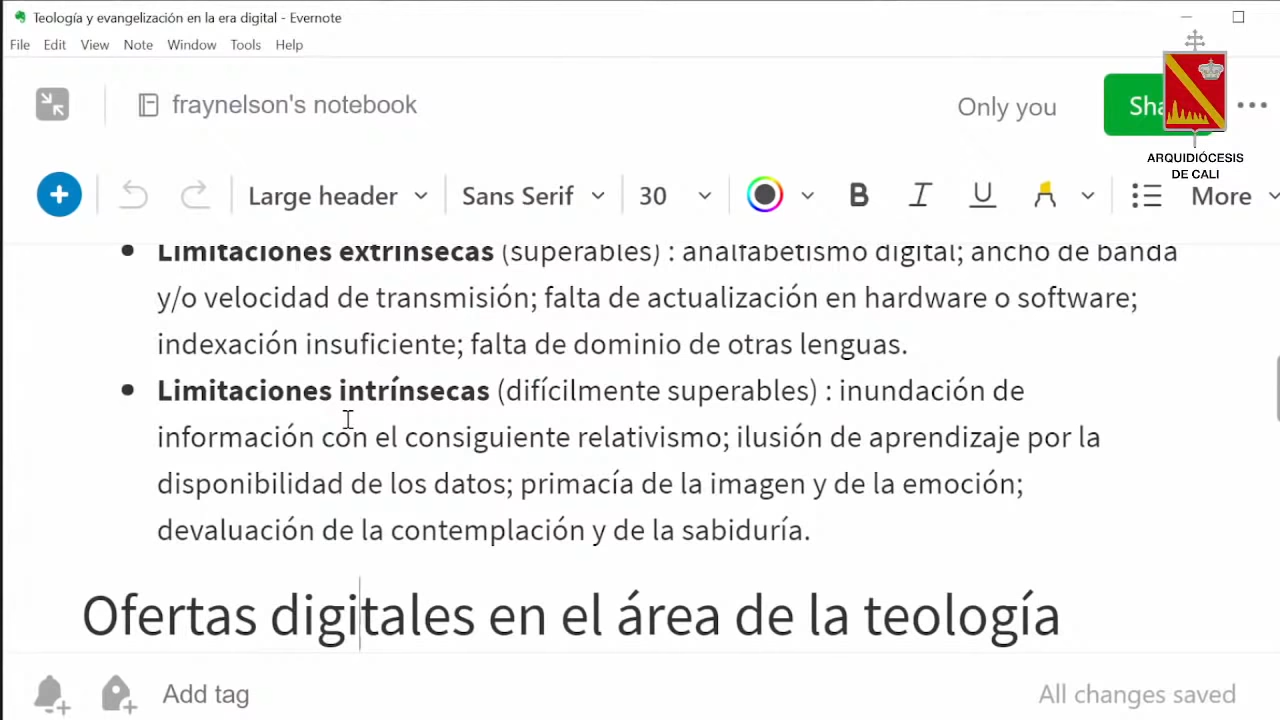 Teología y evangelización en la era digital - Evernote
File Edit View Note Window Tools Help
fraynelson's notebook
Only you
Sha
ARQUIDIÓCESIS
DE CALI
Large header
Sans Serif
30
B I U
More
Limitaciones extrínsecas (superables) : analfabetismo digital; ancho de banda
y/o velocidad de transmisión; falta de actualización en hardware o software;
indexación insuficiente; falta de dominio de otras lenguas.
Limitaciones intrínsecas (difícilmente superables) : inundación de
información con el consiguiente relativismo; ilusión de aprendizaje por la
disponibilidad de los datos; primacía de la imagen y de la emoción;
devaluación de la contemplación y de la sabiduría.
Ofertas digitales en el área de la teología
Add tag
All changes saved